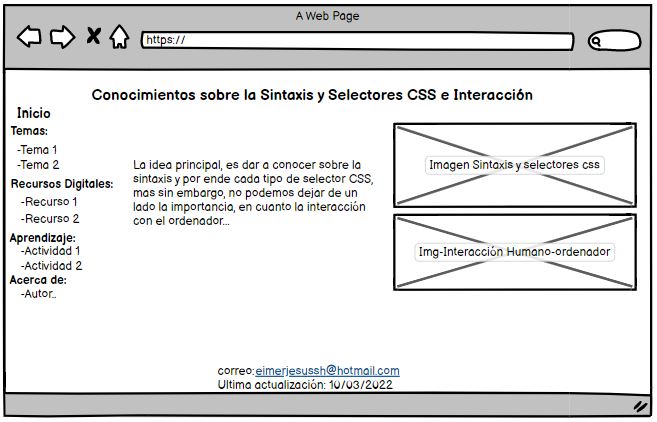 A Web Page
https://
Conocimientos sobre la Sintaxis y Selectores CSS e Interacción
Inicio
Temas:
-Tema 1
-Tema 2
Recursos Digitales:
-Recurso 1
-Recurso 2
Aprendizaje:
-Actividad 1
-Actividad 2
Acerca de:
-Autor..
La idea principal, es dar a conocer sobre la
sintaxis y por ende cada tipo de selector CSS,
mas sin embargo, no podemos dejar de un
lado la importancia, en cuanto la interacción
con el ordenador...
Imagen Sintaxis y selectores css
Img-Interacción Humano-ordenador
correo:eimerjesussh@hotmail.com
Ultima actualización: 10/03/2022